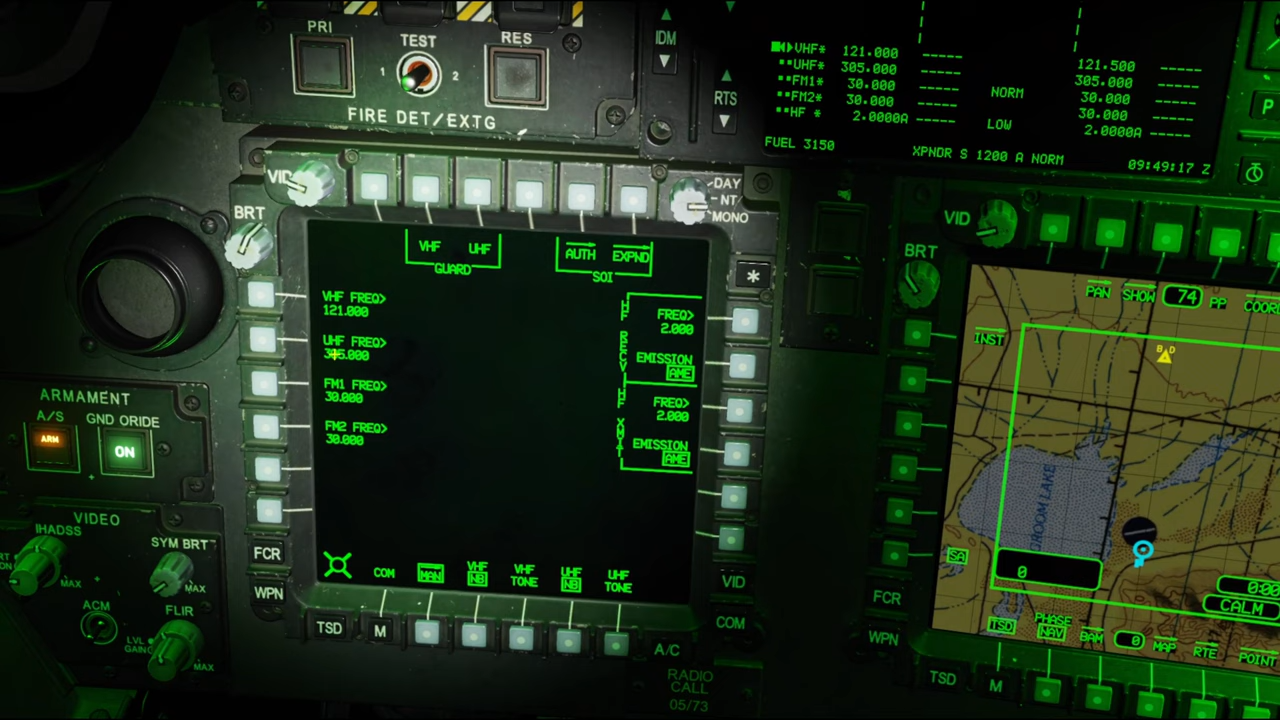 PRI
TEST
RES
1
2
FIRE DET/EXTG
IDM
RTS
VHF* 121.000 ----- 121.500 -----
UHF* 305.000 ----- 305.000 -----
FM1* 30.000 ----- NORM 30.000 -----
FM2* 30.000 ----- 30.000 -----
HF * 2.0000A ----- LOW 2.0000A -----
FUEL 3150 XPNDR S 1200 A NORM 09:49:17 Z
P
VID
DAY
NT
MONO
BRT
*
VHF UHF
GUARD
AUTH EXPND
SOI
VHF FREQ>
121.000
UHF FREQ>
305.000
FM1 FREQ>
30.000
FM2 FREQ>
30.000
HF RECV
FREQ>
2.000
EMISSION
AME
HF XMIT
FREQ>
2.000
EMISSION
AME
COM
MAN
VHF
NB
VHF
TONE
UHF
NB
UHF
TONE
FCR
WPN
TSD
M
A/C
VID
COM
RADIO
CALL
05/73
ARMAMENT
A/S
GND ORIDE
ARM
ON
VIDEO
IHADSS
SYM BRT
MAX
MAX
ACM
FLIR
LVL
GAIN
MAX
VID
BRT
PAN
SHOW
74
PP
COORD
INST
B D
UROOM LAKE
SA
0
0:00
CALM
TSD
PHASE
NAV
BAM
0
MAP
RTE
POINT
FCR
WPN
TSD
M